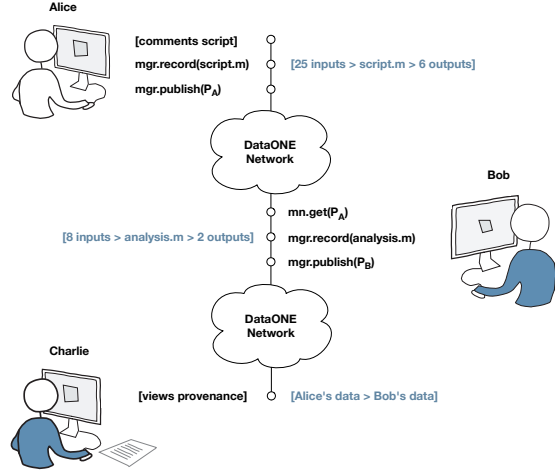 Alice
[comments script]
mgr.record(script.m)
[25 inputs > script.m > 6 outputs]
mgr.publish(PA)
DataONE
Network
Bob
mn.get(PA)
[8 inputs > analysis.m > 2 outputs]
mgr.record(analysis.m)
mgr.publish(PB)
DataONE
Network
Charlie
[views provenance]
[Alice's data > Bob's data]